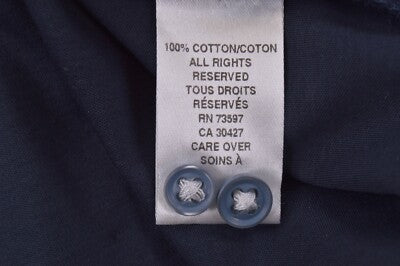 100% COTTON/COTON
ALL RIGHTS
RESERVED
TOUS DROITS
RÉSERVÉS
RN 73597
CA 30427
CARE OVER
SOINS À